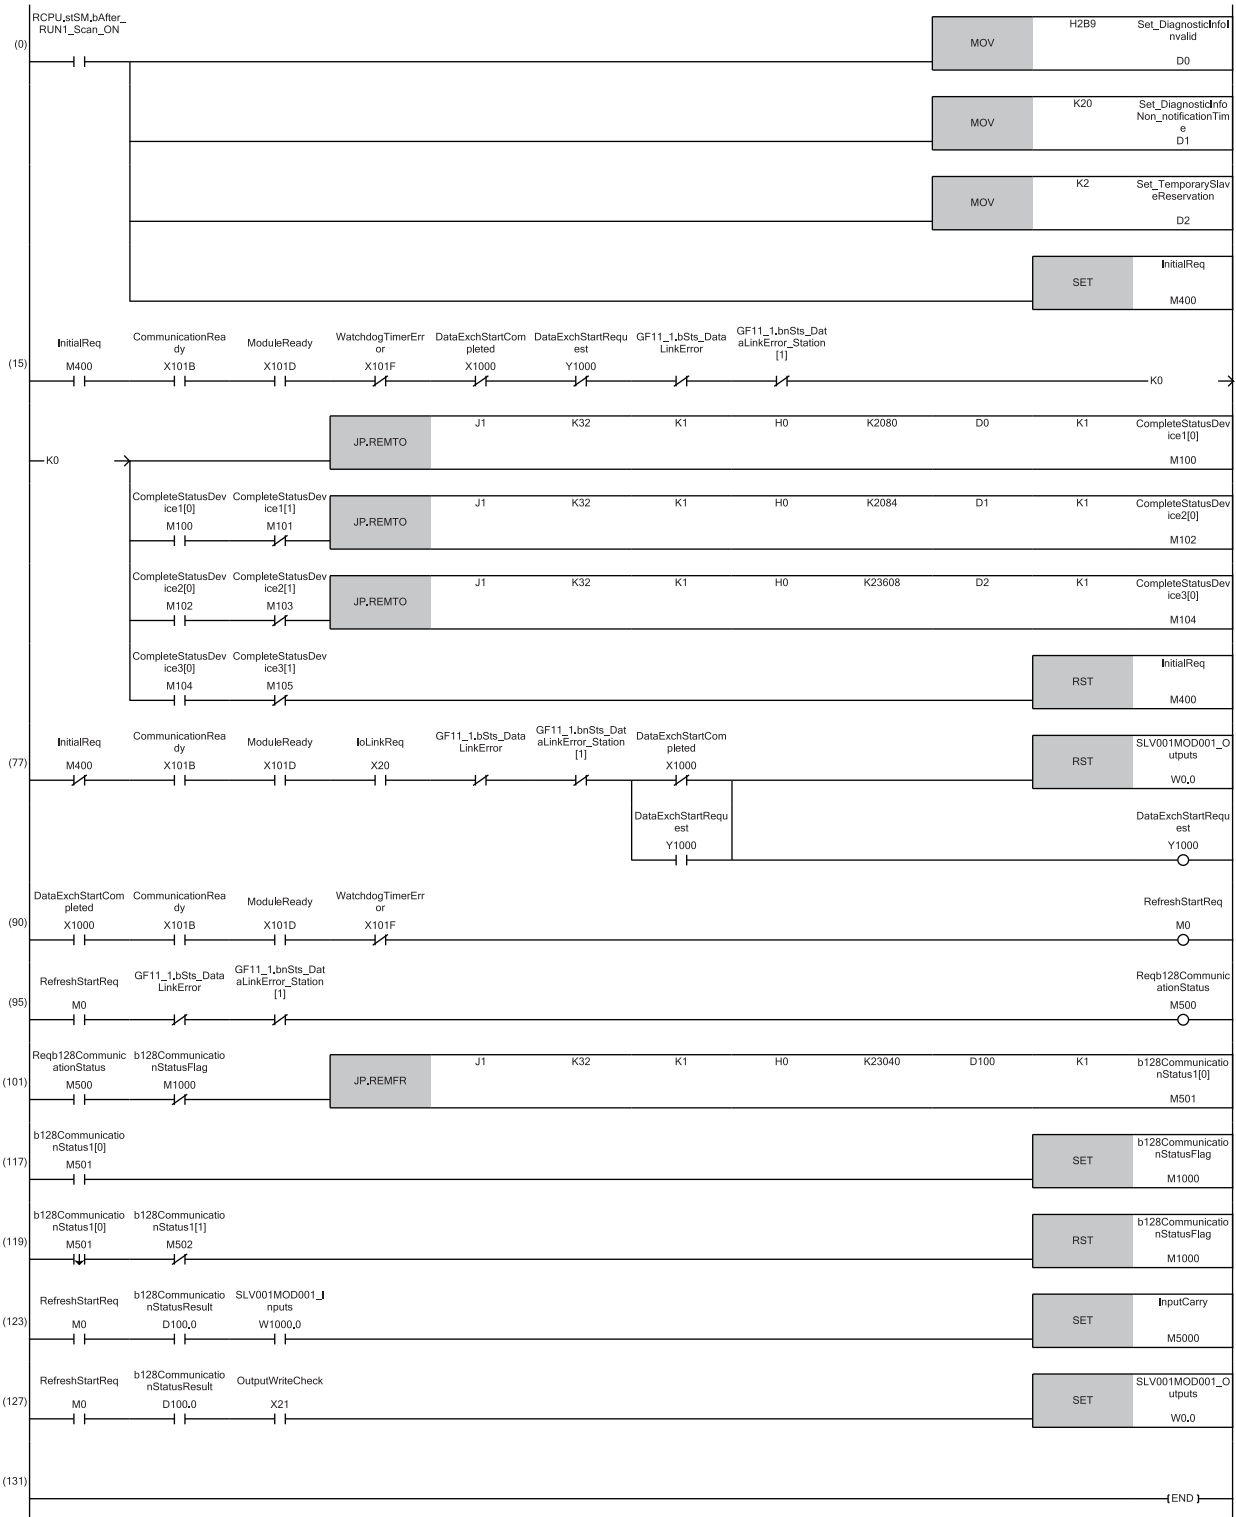 RCPU.stSM.bAfter_
RUN1_Scan_ON
(0)
MOV
H2B9
Set_DiagnosticInfoI
nvalid
D0
MOV
K20
Set_DiagnosticInfo
Non_notificationTim
e
D1
MOV
K2
Set_TemporarySlav
eReservation
D2
SET
InitialReq
M400
(15)
InitialReq
M400
CommunicationRea
dy
X101B
ModuleReady
X101D
WatchdogTimerErr
or
X101F
DataExchStartCom
pleted
X1000
DataExchStartRequ
est
Y1000
GF11_1.bSts_Data
LinkError
GF11_1.bnSts_Dat
aLinkError_Station
[1]
K0
K0
JP.REMTO
J1
K32
K1
H0
K2080
D0
K1
CompleteStatusDev
ice1[0]
M100
CompleteStatusDev
ice1[0]
M100
CompleteStatusDev
ice1[1]
M101
JP.REMTO
J1
K32
K1
H0
K2084
D1
K1
CompleteStatusDev
ice2[0]
M102
CompleteStatusDev
ice2[0]
M102
CompleteStatusDev
ice2[1]
M103
JP.REMTO
J1
K32
K1
H0
K23608
D2
K1
CompleteStatusDev
ice3[0]
M104
CompleteStatusDev
ice3[0]
M104
CompleteStatusDev
ice3[1]
M105
RST
InitialReq
M400
(77)
InitialReq
M400
CommunicationRea
dy
X101B
ModuleReady
X101D
IoLinkReq
X20
GF11_1.bSts_Data
LinkError
GF11_1.bnSts_Dat
aLinkError_Station
[1]
DataExchStartCom
pleted
X1000
RST
SLV001MOD001_O
utputs
W0.0
DataExchStartRequ
est
Y1000
DataExchStartRequ
est
Y1000
(90)
DataExchStartCom
pleted
X1000
CommunicationRea
dy
X101B
ModuleReady
X101D
WatchdogTimerErr
or
X101F
RefreshStartReq
M0
(95)
RefreshStartReq
M0
GF11_1.bSts_Data
LinkError
GF11_1.bnSts_Dat
aLinkError_Station
[1]
Reqb128Communic
ationStatus
M500
(101)
Reqb128Communic
ationStatus
M500
b128Communicatio
nStatusFlag
M1000
JP.REMFR
J1
K32
K1
H0
K23040
D100
K1
b128Communicatio
nStatus1[0]
M501
(117)
b128Communicatio
nStatus1[0]
M501
SET
b128Communicatio
nStatusFlag
M1000
(119)
b128Communicatio
nStatus1[0]
M501
b128Communicatio
nStatus1[1]
M502
RST
b128Communicatio
nStatusFlag
M1000
(123)
RefreshStartReq
M0
b128Communicatio
nStatusResult
D100.0
SLV001MOD001_I
nputs
W1000.0
SET
InputCarry
M5000
(127)
RefreshStartReq
M0
b128Communicatio
nStatusResult
D100.0
OutputWriteCheck
X21
SET
SLV001MOD001_O
utputs
W0.0
(131)
END